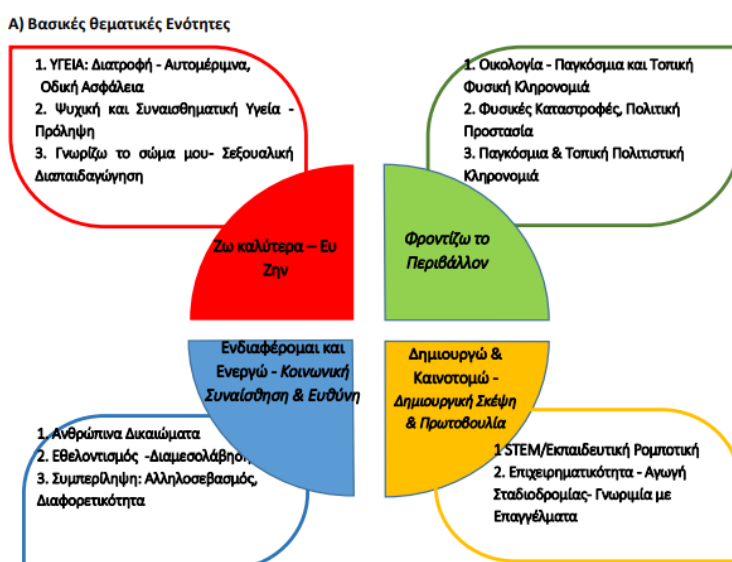 Α) Βασικές θεματικές Ενότητες
1. ΥΓΕΙΑ: Διατροφή - Αυτομέριμνα,
Οδική Ασφάλεια
2. Ψυχική και Συναισθηματική Υγεία -
Πρόληψη
3. Γνωρίζω το σώμα μου- Σεξουαλική
Διαπαιδαγώγηση
1. Οικολογία - Παγκόσμια και Τοπική
Φυσική Κληρονομιά
2. Φυσικές Καταστροφές, Πολιτική
Προστασία
3. Παγκόσμια & Τοπική Πολιτιστική
Κληρονομιά
Ζω καλύτερα – Ευ
Ζην
Φροντίζω το
Περιβάλλον
Ενδιαφέρομαι και
Ενεργώ - Κοινωνική
Συναίσθηση & Ευθύνη
Δημιουργώ &
Καινοτομώ -
Δημιουργική Σκέψη
& Πρωτοβουλία
1. Ανθρώπινα Δικαιώματα
2. Εθελοντισμός -Διαμεσολάβηση,
3. Συμπερίληψη: Αλληλοσεβασμός,
Διαφορετικότητα
1 STEM/Εκπαιδευτική Ρομποτική
2. Επιχειρηματικότητα - Αγωγή
Σταδιοδρομίας- Γνωριμία με
Επαγγέλματα